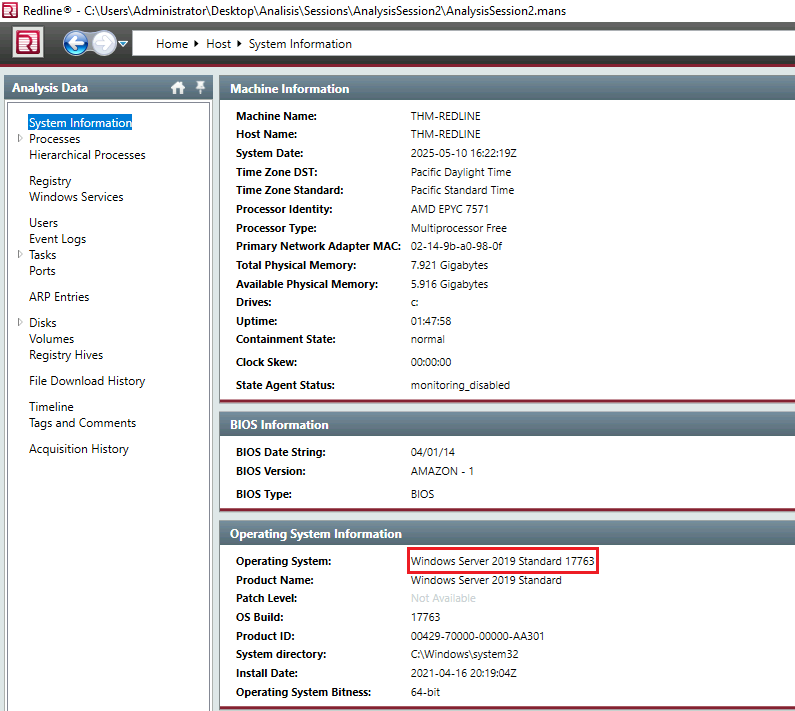 Redline® - C:\Users\Administrator\Desktop\Analisis\Sessions\AnalysisSession2\AnalysisSession2.mans
Home Host System Information
Analysis Data
System Information
Processes
Hierarchical Processes
Registry
Windows Services
Users
Event Logs
Tasks
Ports
ARP Entries
Disks
Volumes
Registry Hives
File Download History
Timeline
Tags and Comments
Acquisition History
Machine Information
Machine Name: THM-REDLINE
Host Name: THM-REDLINE
System Date: 2025-05-10 16:22:19Z
Time Zone DST: Pacific Daylight Time
Time Zone Standard: Pacific Standard Time
Processor Identity: AMD EPYC 7571
Processor Type: Multiprocessor Free
Primary Network Adapter MAC: 02-14-9b-a0-98-0f
Total Physical Memory: 7.921 Gigabytes
Available Physical Memory: 5.916 Gigabytes
Drives: c:
Uptime: 01:47:58
Containment State: normal
Clock Skew: 00:00:00
State Agent Status: monitoring_disabled
BIOS Information
BIOS Date String: 04/01/14
BIOS Version: AMAZON - 1
BIOS Type: BIOS
Operating System Information
Operating System: Windows Server 2019 Standard 17763
Product Name: Windows Server 2019 Standard
Patch Level: Not Available
OS Build: 17763
Product ID: 00429-70000-00000-AA301
System directory: C:\Windows\system32
Install Date: 2021-04-16 20:19:04Z
Operating System Bitness: 64-bit